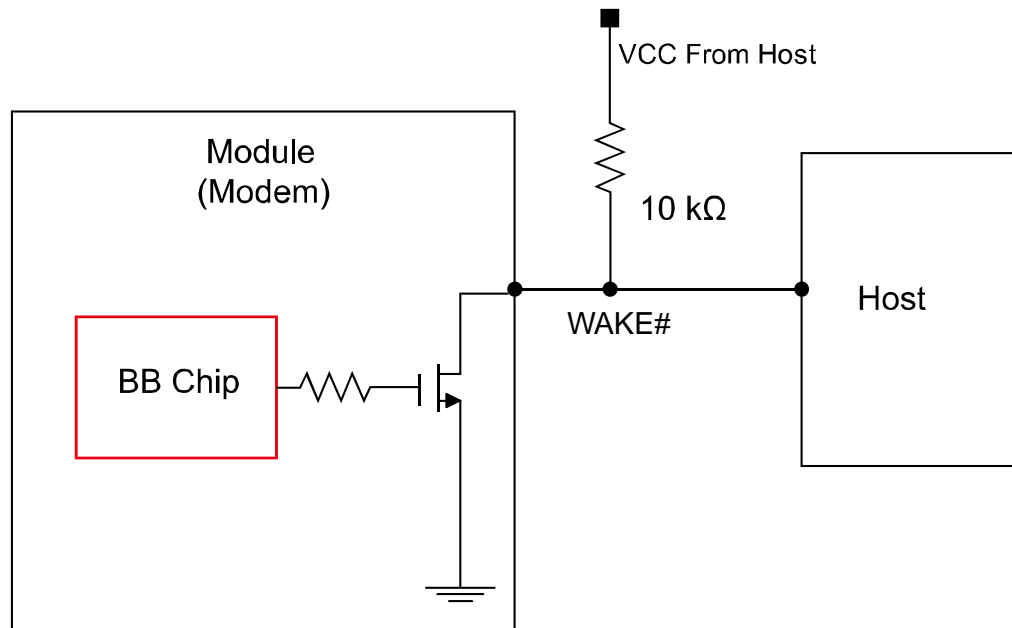 VCC From Host
Module
(Modem)
10 kΩ
Host
WAKE#
BB Chip